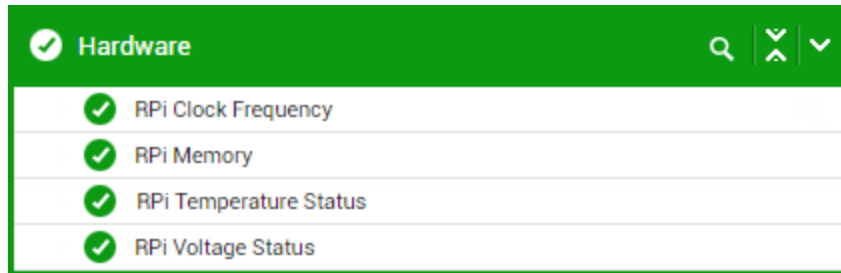 Hardware
RPi Clock Frequency
RPi Memory
RPi Temperature Status
RPi Voltage Status